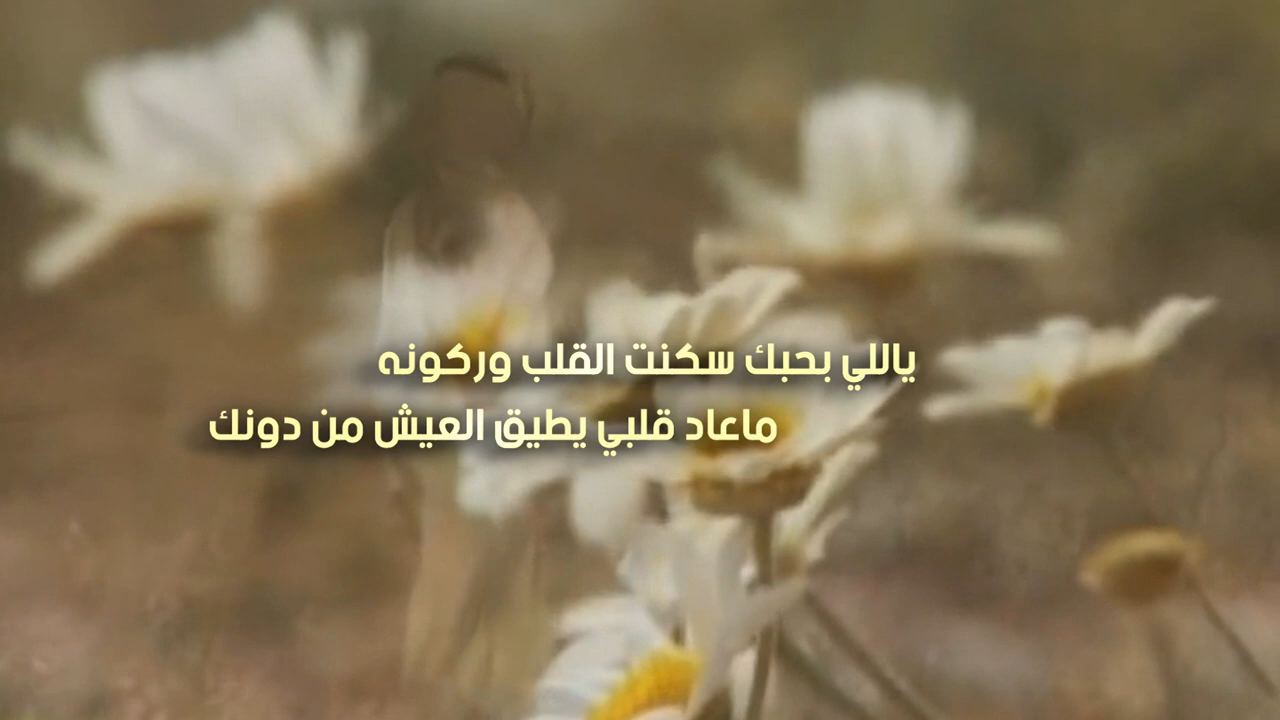 ياللي بحبك سكنت القلب وركونه
ماعاد قلبي يطيق العيش من دونك